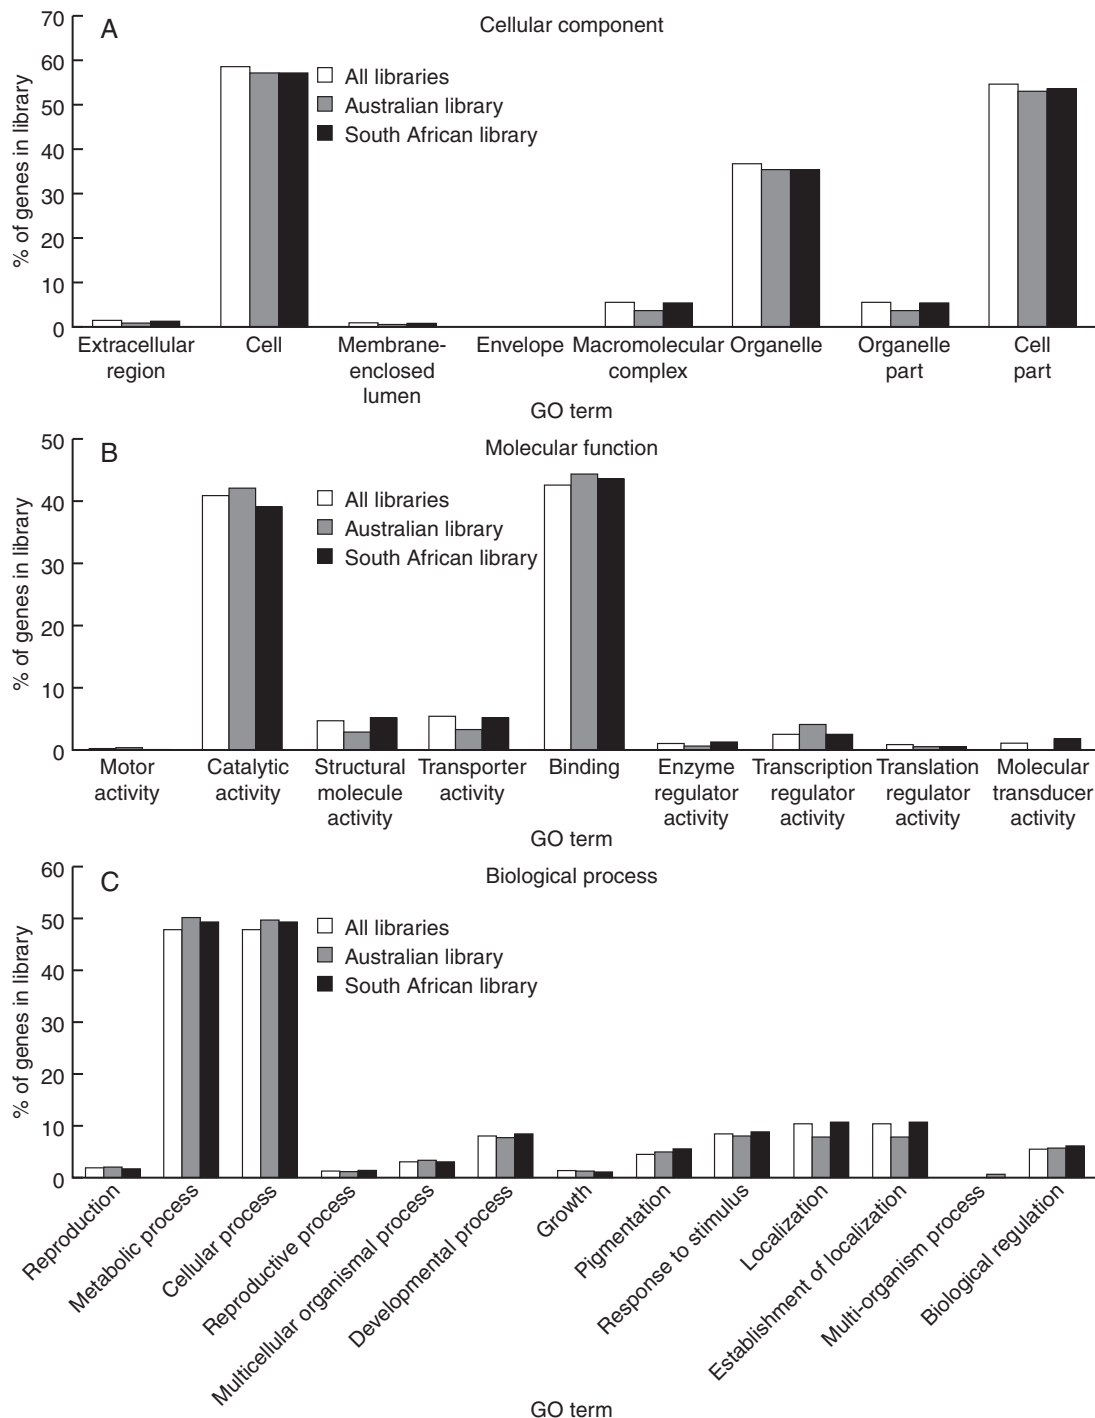 A
Cellular component
% of genes in library
70
60
50
40
30
20
10
0
All libraries
Australian library
South African library
Extracellular region
Cell
Membrane-enclosed lumen
Envelope
Macromolecular complex
Organelle
Organelle part
Cell part
GO term
B
Molecular function
% of genes in library
50
40
30
20
10
0
All libraries
Australian library
South African library
Motor activity
Catalytic activity
Structural molecule activity
Transporter activity
Binding
Enzyme regulator activity
Transcription regulator activity
Translation regulator activity
Molecular transducer activity
GO term
C
Biological process
% of genes in library
60
50
40
30
20
10
0
All libraries
Australian library
South African library
Reproduction
Metabolic process
Cellular process
Reproductive process
Multicellular organismal process
Developmental process
Growth
Pigmentation
Response to stimulus
Localization
Establishment of localization
Multi-organism process
Biological regulation
GO term